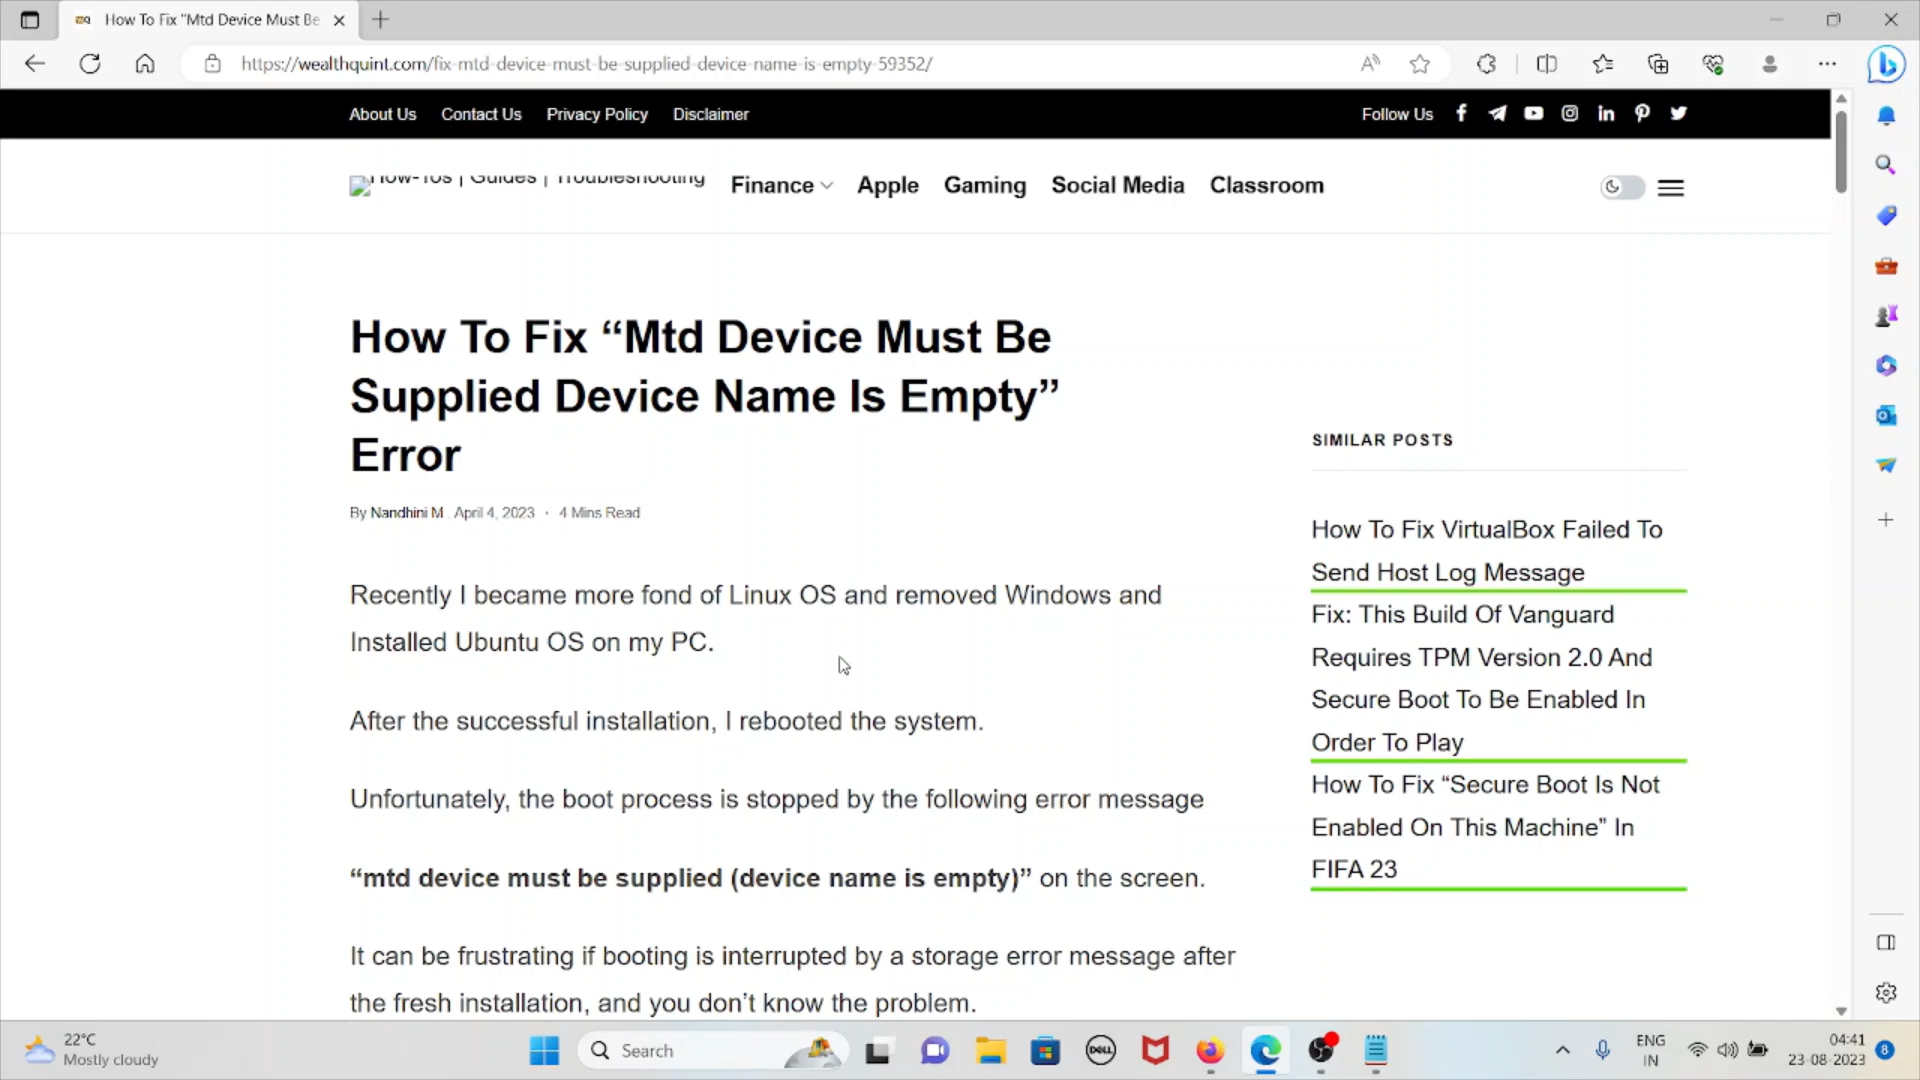 How To Fix "Mtd Device Must Be
https://wealthquint.com/fix-mtd-device-must-be-supplied-device-name-is-empty-59352/
About Us Contact Us Privacy Policy Disclaimer Follow Us
How-Tos | Guides | Troubleshooting Finance Apple Gaming Social Media Classroom
How To Fix “Mtd Device Must Be
Supplied Device Name Is Empty”
Error
By Nandhini M . April 4, 2023 · 4 Mins Read
Recently I became more fond of Linux OS and removed Windows and
Installed Ubuntu OS on my PC.
After the successful installation, I rebooted the system.
Unfortunately, the boot process is stopped by the following error message
“mtd device must be supplied (device name is empty)” on the screen.
It can be frustrating if booting is interrupted by a storage error message after
the fresh installation, and you don’t know the problem.
SIMILAR POSTS
How To Fix VirtualBox Failed To
Send Host Log Message
Fix: This Build Of Vanguard
Requires TPM Version 2.0 And
Secure Boot To Be Enabled In
Order To Play
How To Fix “Secure Boot Is Not
Enabled On This Machine” In
FIFA 23
22°C
Mostly cloudy
Search
DELL
ENG
IN
04:41
23-08-2023
8